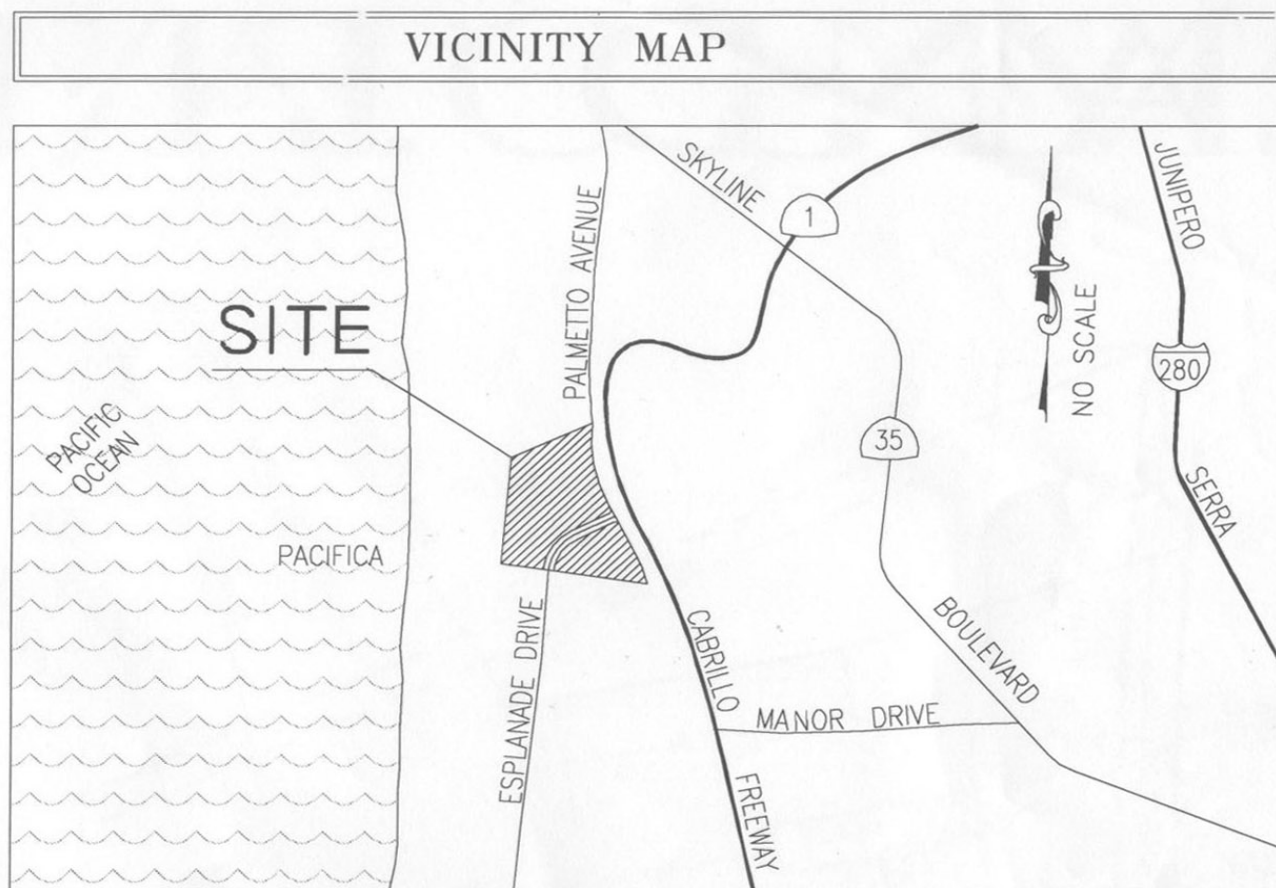 VICINITY MAP
SKYLINE
JUNIPERO
1
PALMETTO AVENUE
SITE
NO SCALE
280
PACIFIC
OCEAN
35
SERRA
PACIFICA
ESPLANADE DRIVE
CABRILLO
BOULEVARD
MANOR DRIVE
FREEWAY